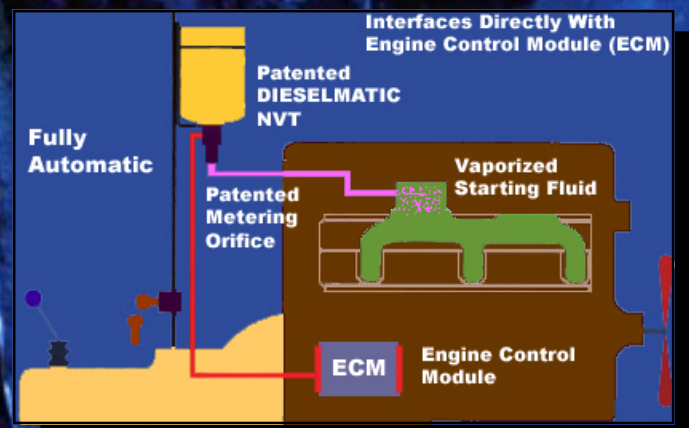 Interfaces Directly With
Engine Control Module (ECM)
Patented
DIESELMATIC
NVT
Fully
Automatic
Vaporized
Starting Fluid
Patented
Metering
Orifice
ECM
Engine Control
Module